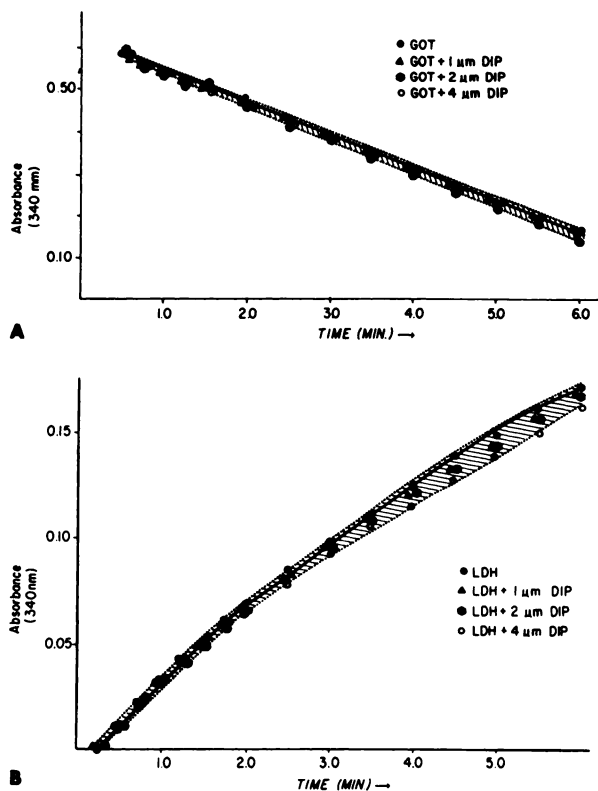 GOT
GOT + 1 μm DIP
GOT + 2 μm DIP
GOT + 4 μm DIP
0.50
Absorbance
(340 mm)
0.10
1.0 2.0 3.0 4.0 5.0 6.0
A
TIME (MIN.) →
0.15
0.10
Absorbance
(340nm)
LDH
LDH + 1 μm DIP
LDH + 2 μm DIP
LDH + 4 μm DIP
0.05
1.0 2.0 3.0 4.0 5.0
B
TIME (MIN) →